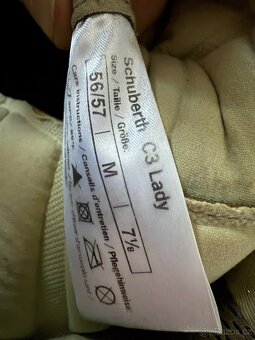 Schuberth C3 Lady
Size / Taille / Größe:
56/57 | M | 7⅛
Care instructions / Conseils d'entretien / Pflegehinweise: